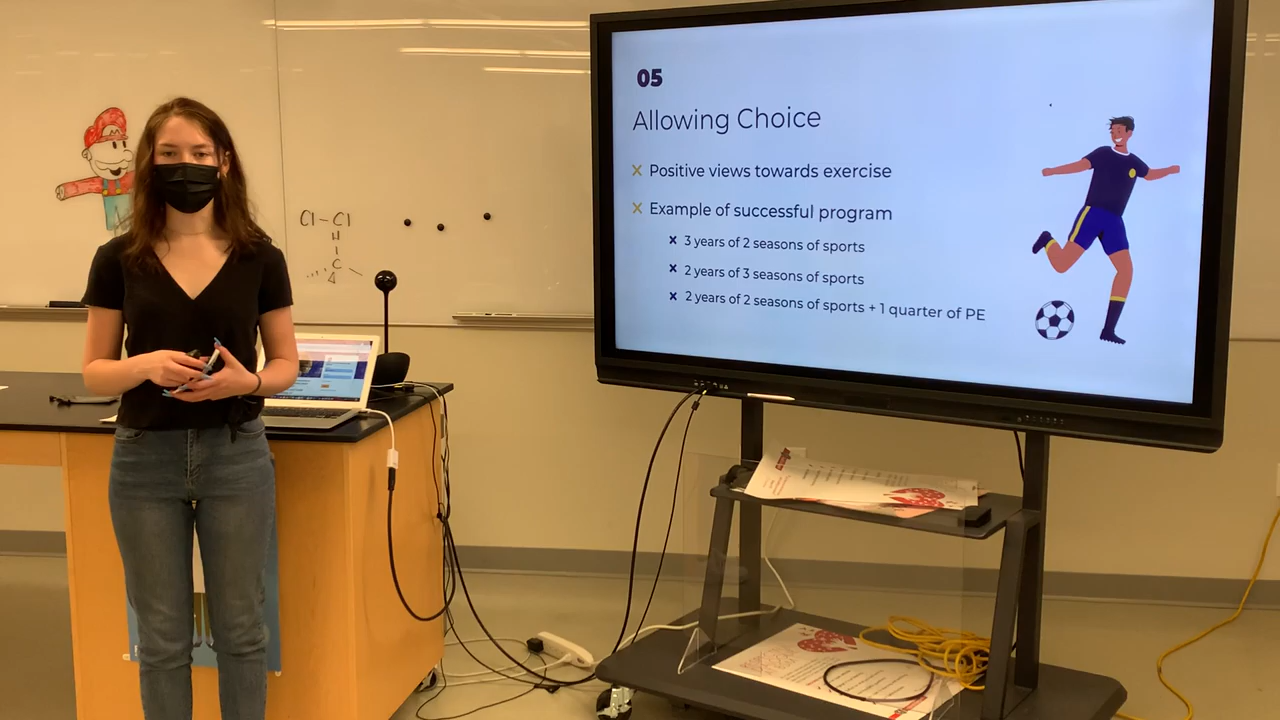 05
Allowing Choice
Positive views towards exercise
Example of successful program
3 years of 2 seasons of sports
2 years of 3 seasons of sports
2 years of 2 seasons of sports + 1 quarter of PE
M
Cl-Cl
H
C